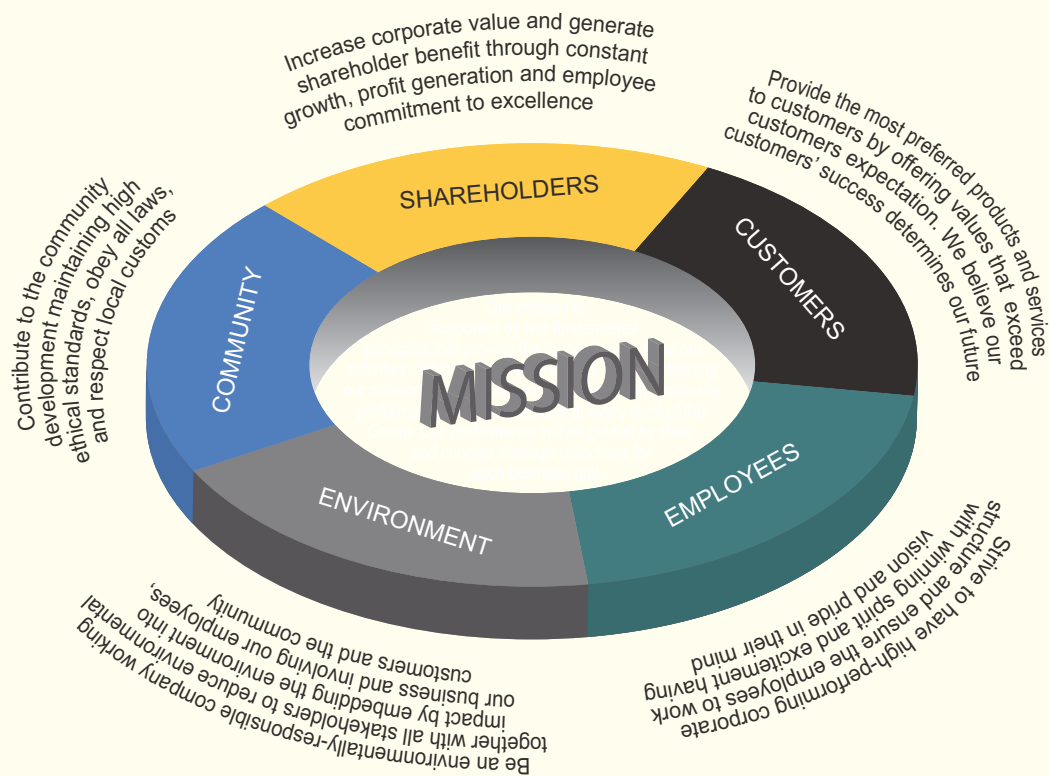 Increase corporate value and generate
shareholder benefit through constant
growth, profit generation and employee
commitment to excellence
SHAREHOLDERS
Provide the most preferred products and services
to customers by offering values that exceed
customers expectation. We believe our
customers' success determines our future
CUSTOMERS
Strive to have high-performing corporate
structure and ensure the employees to work
with winning spirit and excitement having
vision and pride in their mind
EMPLOYEES
Be an environmentally-responsible company working
together with all stakeholders to reduce environmental
impact by embedding the environment into
our business and involving our employees,
customers and the community
ENVIRONMENT
Contribute to the community
development maintaining high
ethical standards, obey all laws,
and respect local customs
COMMUNITY
MISSION